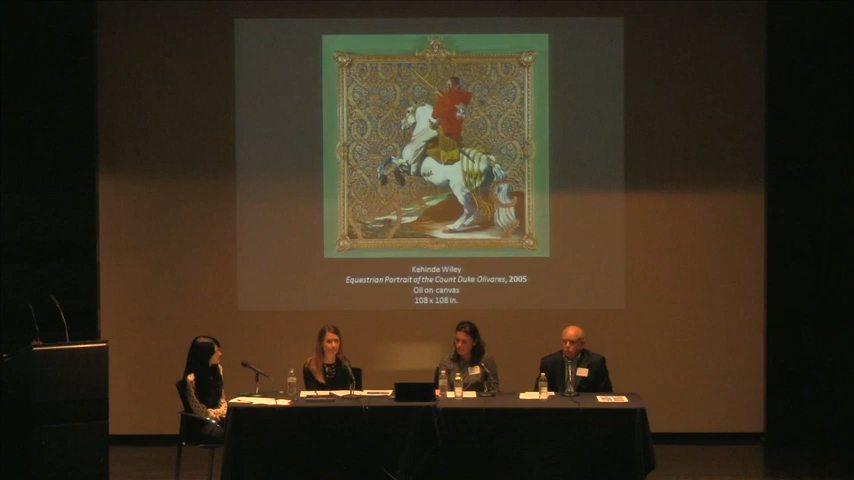 Kehinde Wiley
Equestrian Portrait of the Count Duke Olivares, 2005
Oil on canvas
108 x 108 in.